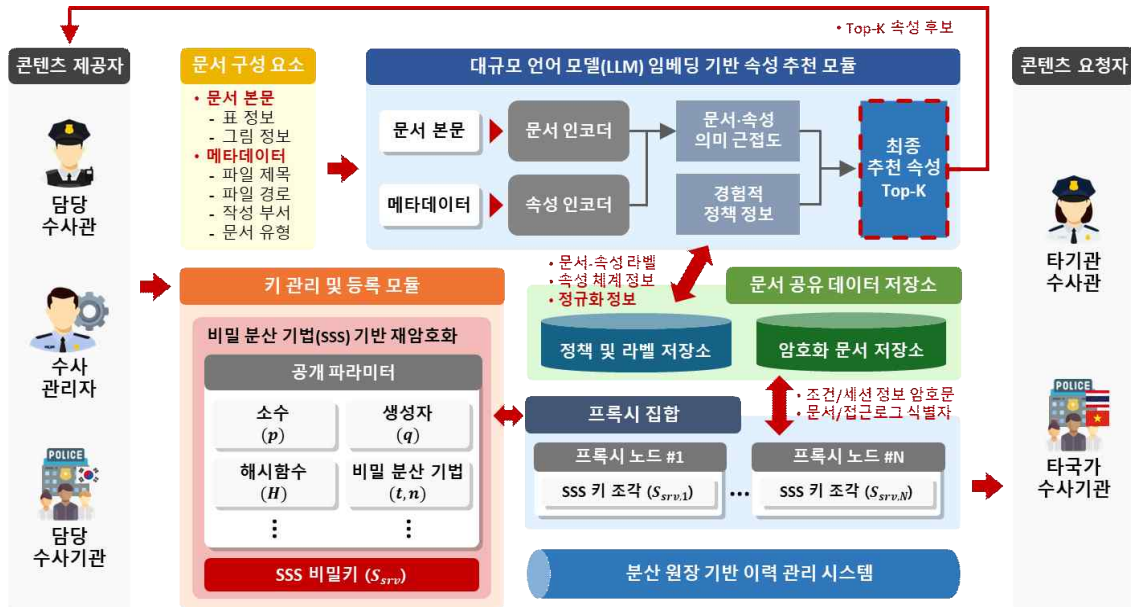 • Top-K 속성 후보
콘텐츠 제공자
담당
수사관
수사
관리자
POLICE
담당
수사기관
문서 구성 요소
• 문서 본문
- 표 정보
- 그림 정보
• 메타데이터
- 파일 제목
- 파일 경로
- 작성 부서
- 문서 유형
대규모 언어 모델(LLM) 임베딩 기반 속성 추천 모듈
문서 본문
문서 인코더
메타데이터
속성 인코더
문서·속성
의미 근접도
경험적
정책 정보
최종
추천 속성
Top-K
콘텐츠 요청자
타기관
수사관
POLICE
타국가
수사기관
키 관리 및 등록 모듈
비밀 분산 기법(SSS) 기반 재암호화
공개 파라미터
소수
(p)
생성자
(q)
해시함수
(H)
비밀 분산 기법
(t, n)
⋮
⋮
SSS 비밀키 (S_srv)
• 문서-속성 라벨
• 속성 체계 정보
• 정규화 정보
문서 공유 데이터 저장소
정책 및 라벨 저장소
암호화 문서 저장소
• 조건/세션 정보 암호문
• 문서/접근로그 식별자
프록시 집합
프록시 노드 #1
SSS 키 조각 (S_srv,1)
…
프록시 노드 #N
SSS 키 조각 (S_srv,N)
분산 원장 기반 이력 관리 시스템